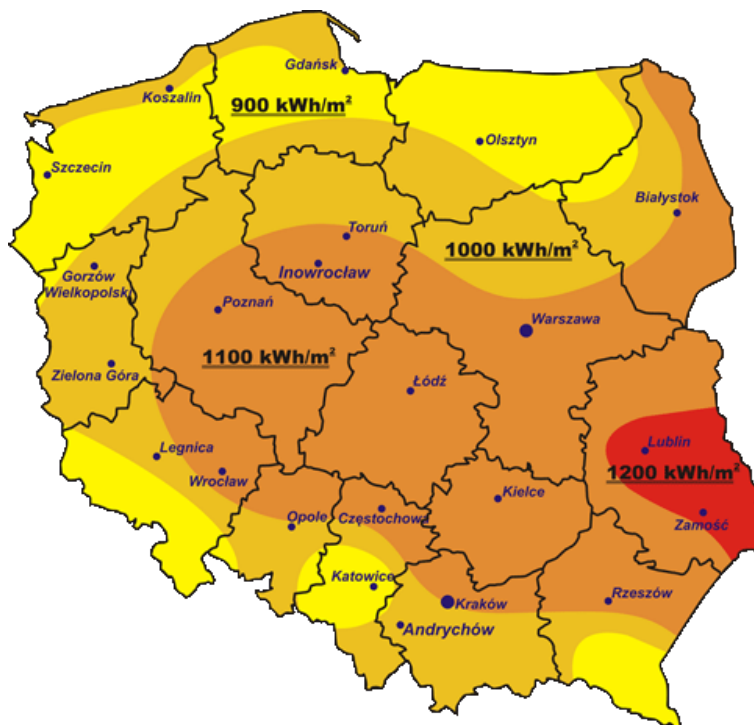 Gdańsk
Koszalin
900 kWh/m²
Olsztyn
Szczecin
Białystok
Toruń
1000 kWh/m²
Inowrocław
Gorzów
Wielkopolski
Poznań
Warszawa
1100 kWh/m²
Zielona Góra
Łódź
Legnica
Lublin
1200 kWh/m²
Wrocław
Kielce
Opole
Częstochowa
Zamość
Katowice
Kraków
Rzeszów
Andrychów